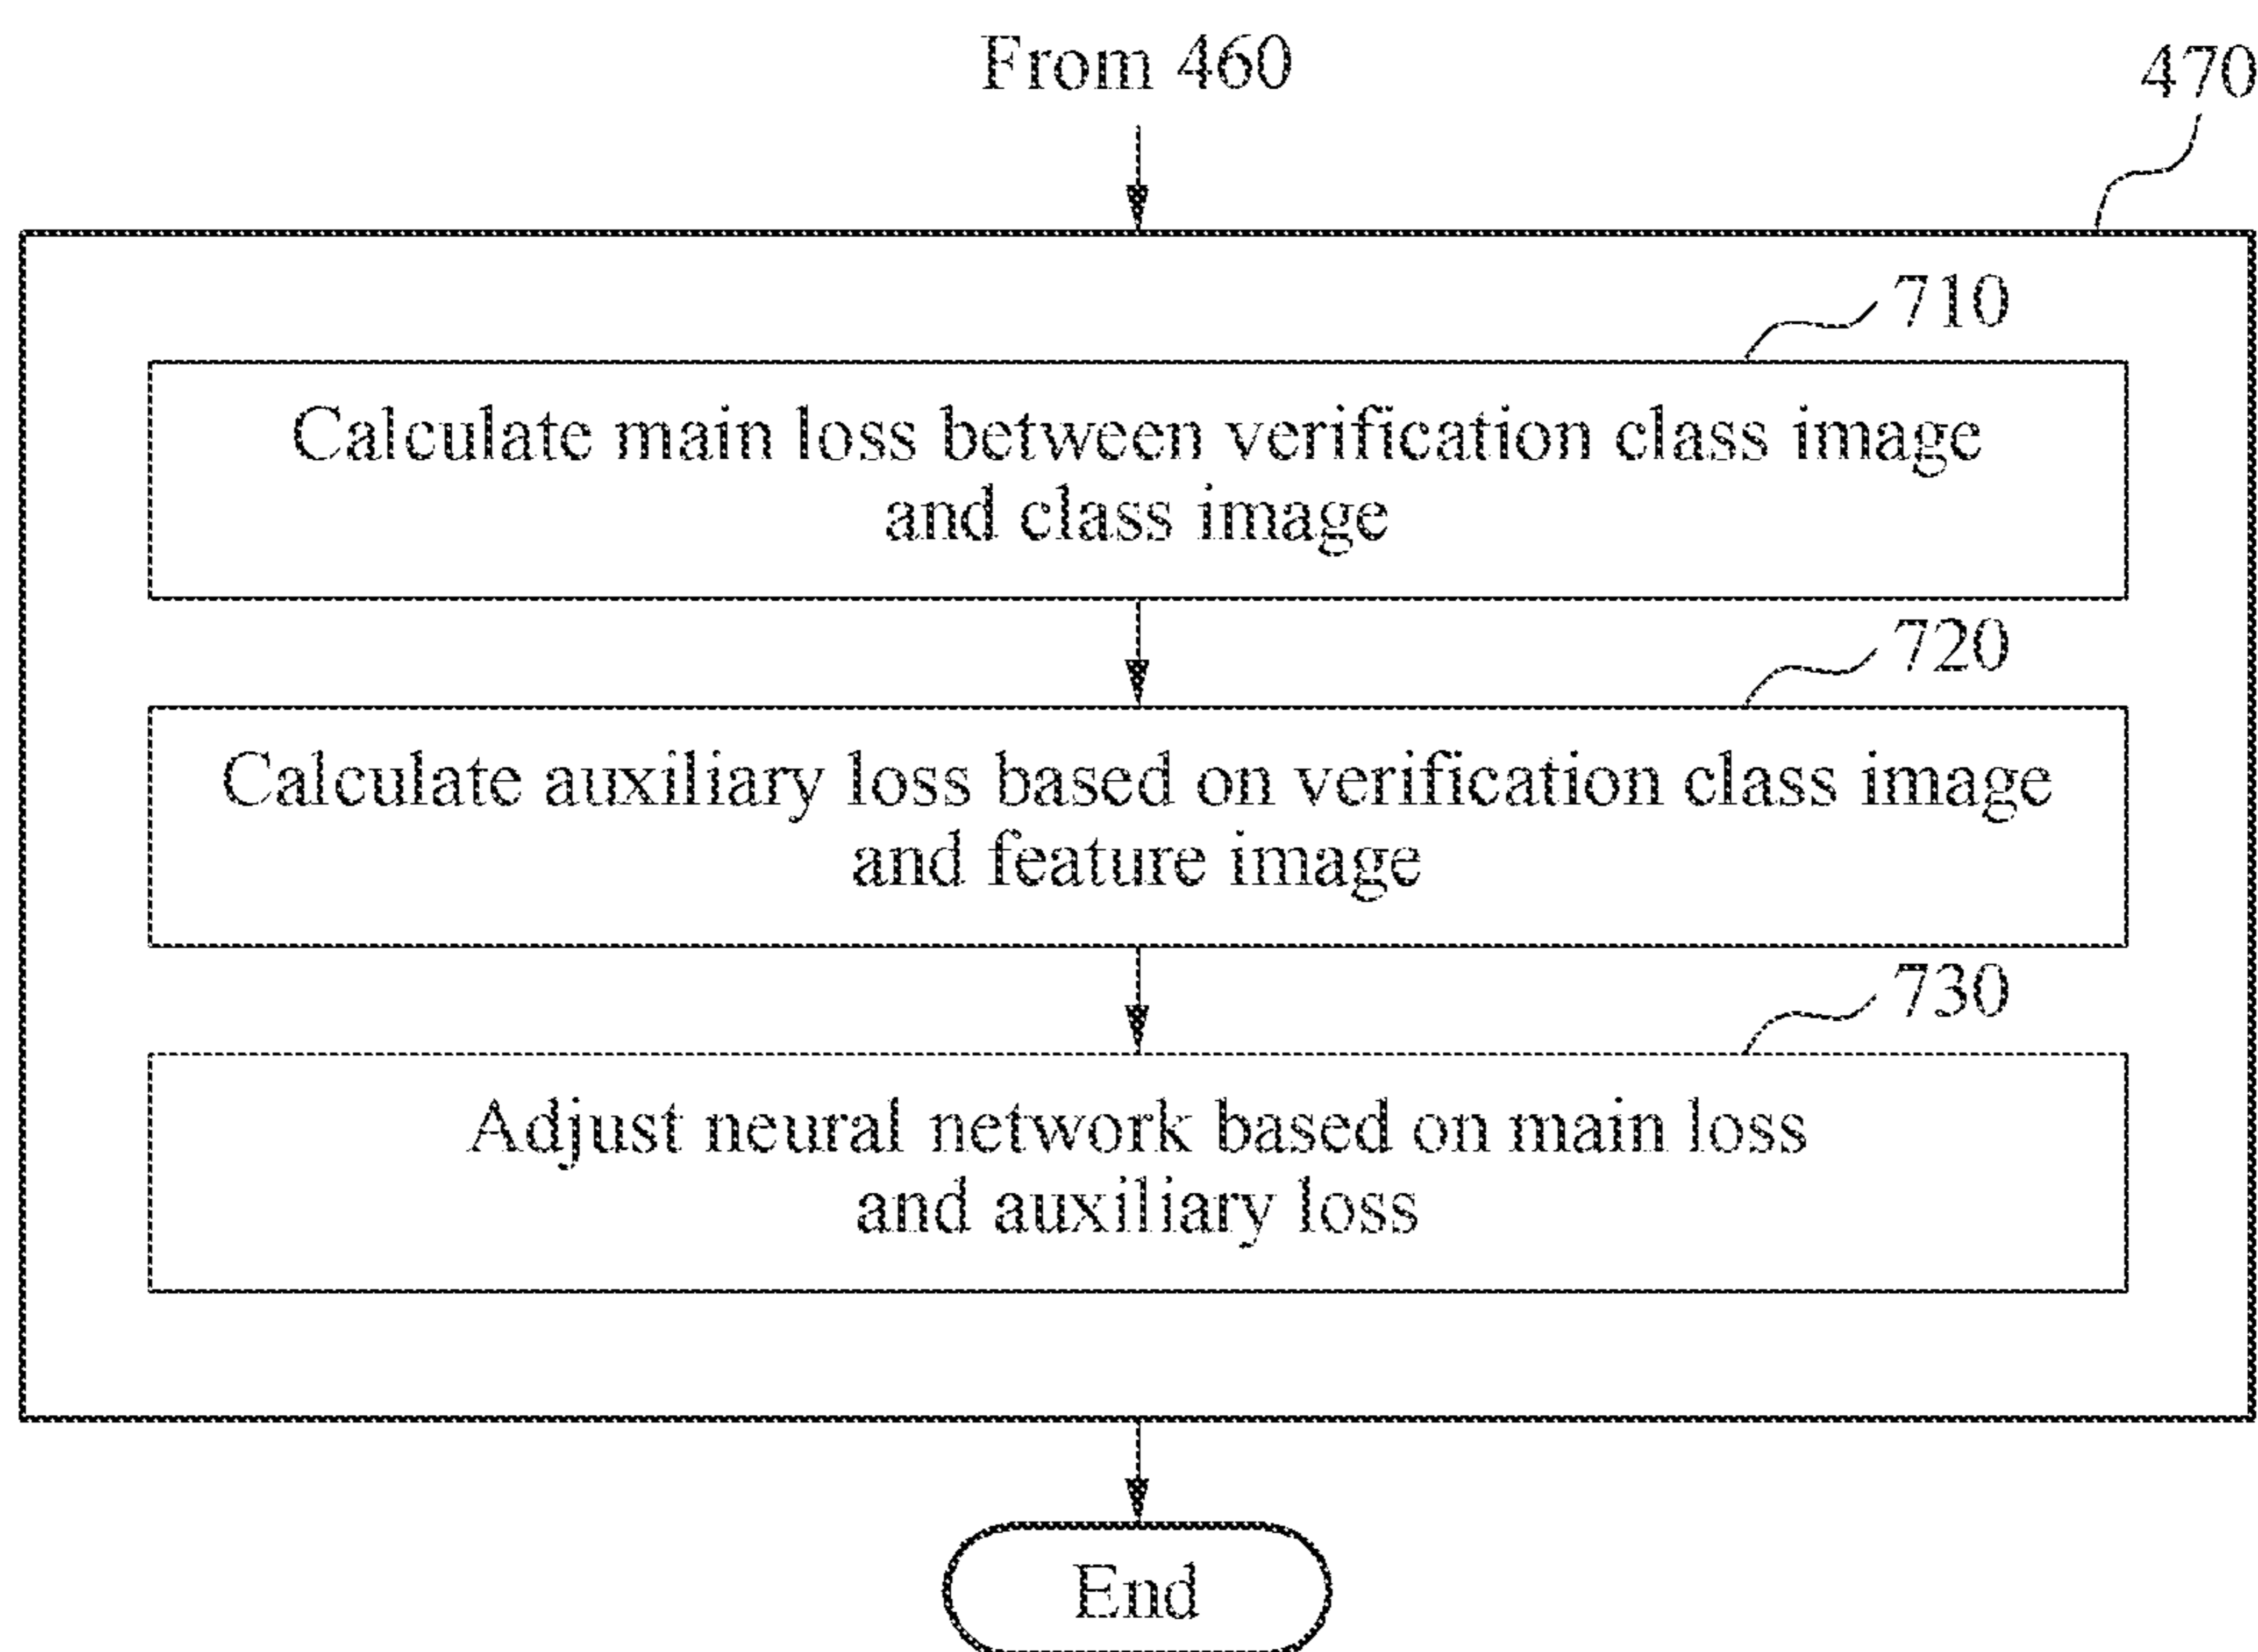 From 460
470
710
Calculate main loss between verification class image
and class image
720
Calculate auxiliary loss based on verification class image
and feature image
730
Adjust neural network based on main loss
and auxiliary loss
End